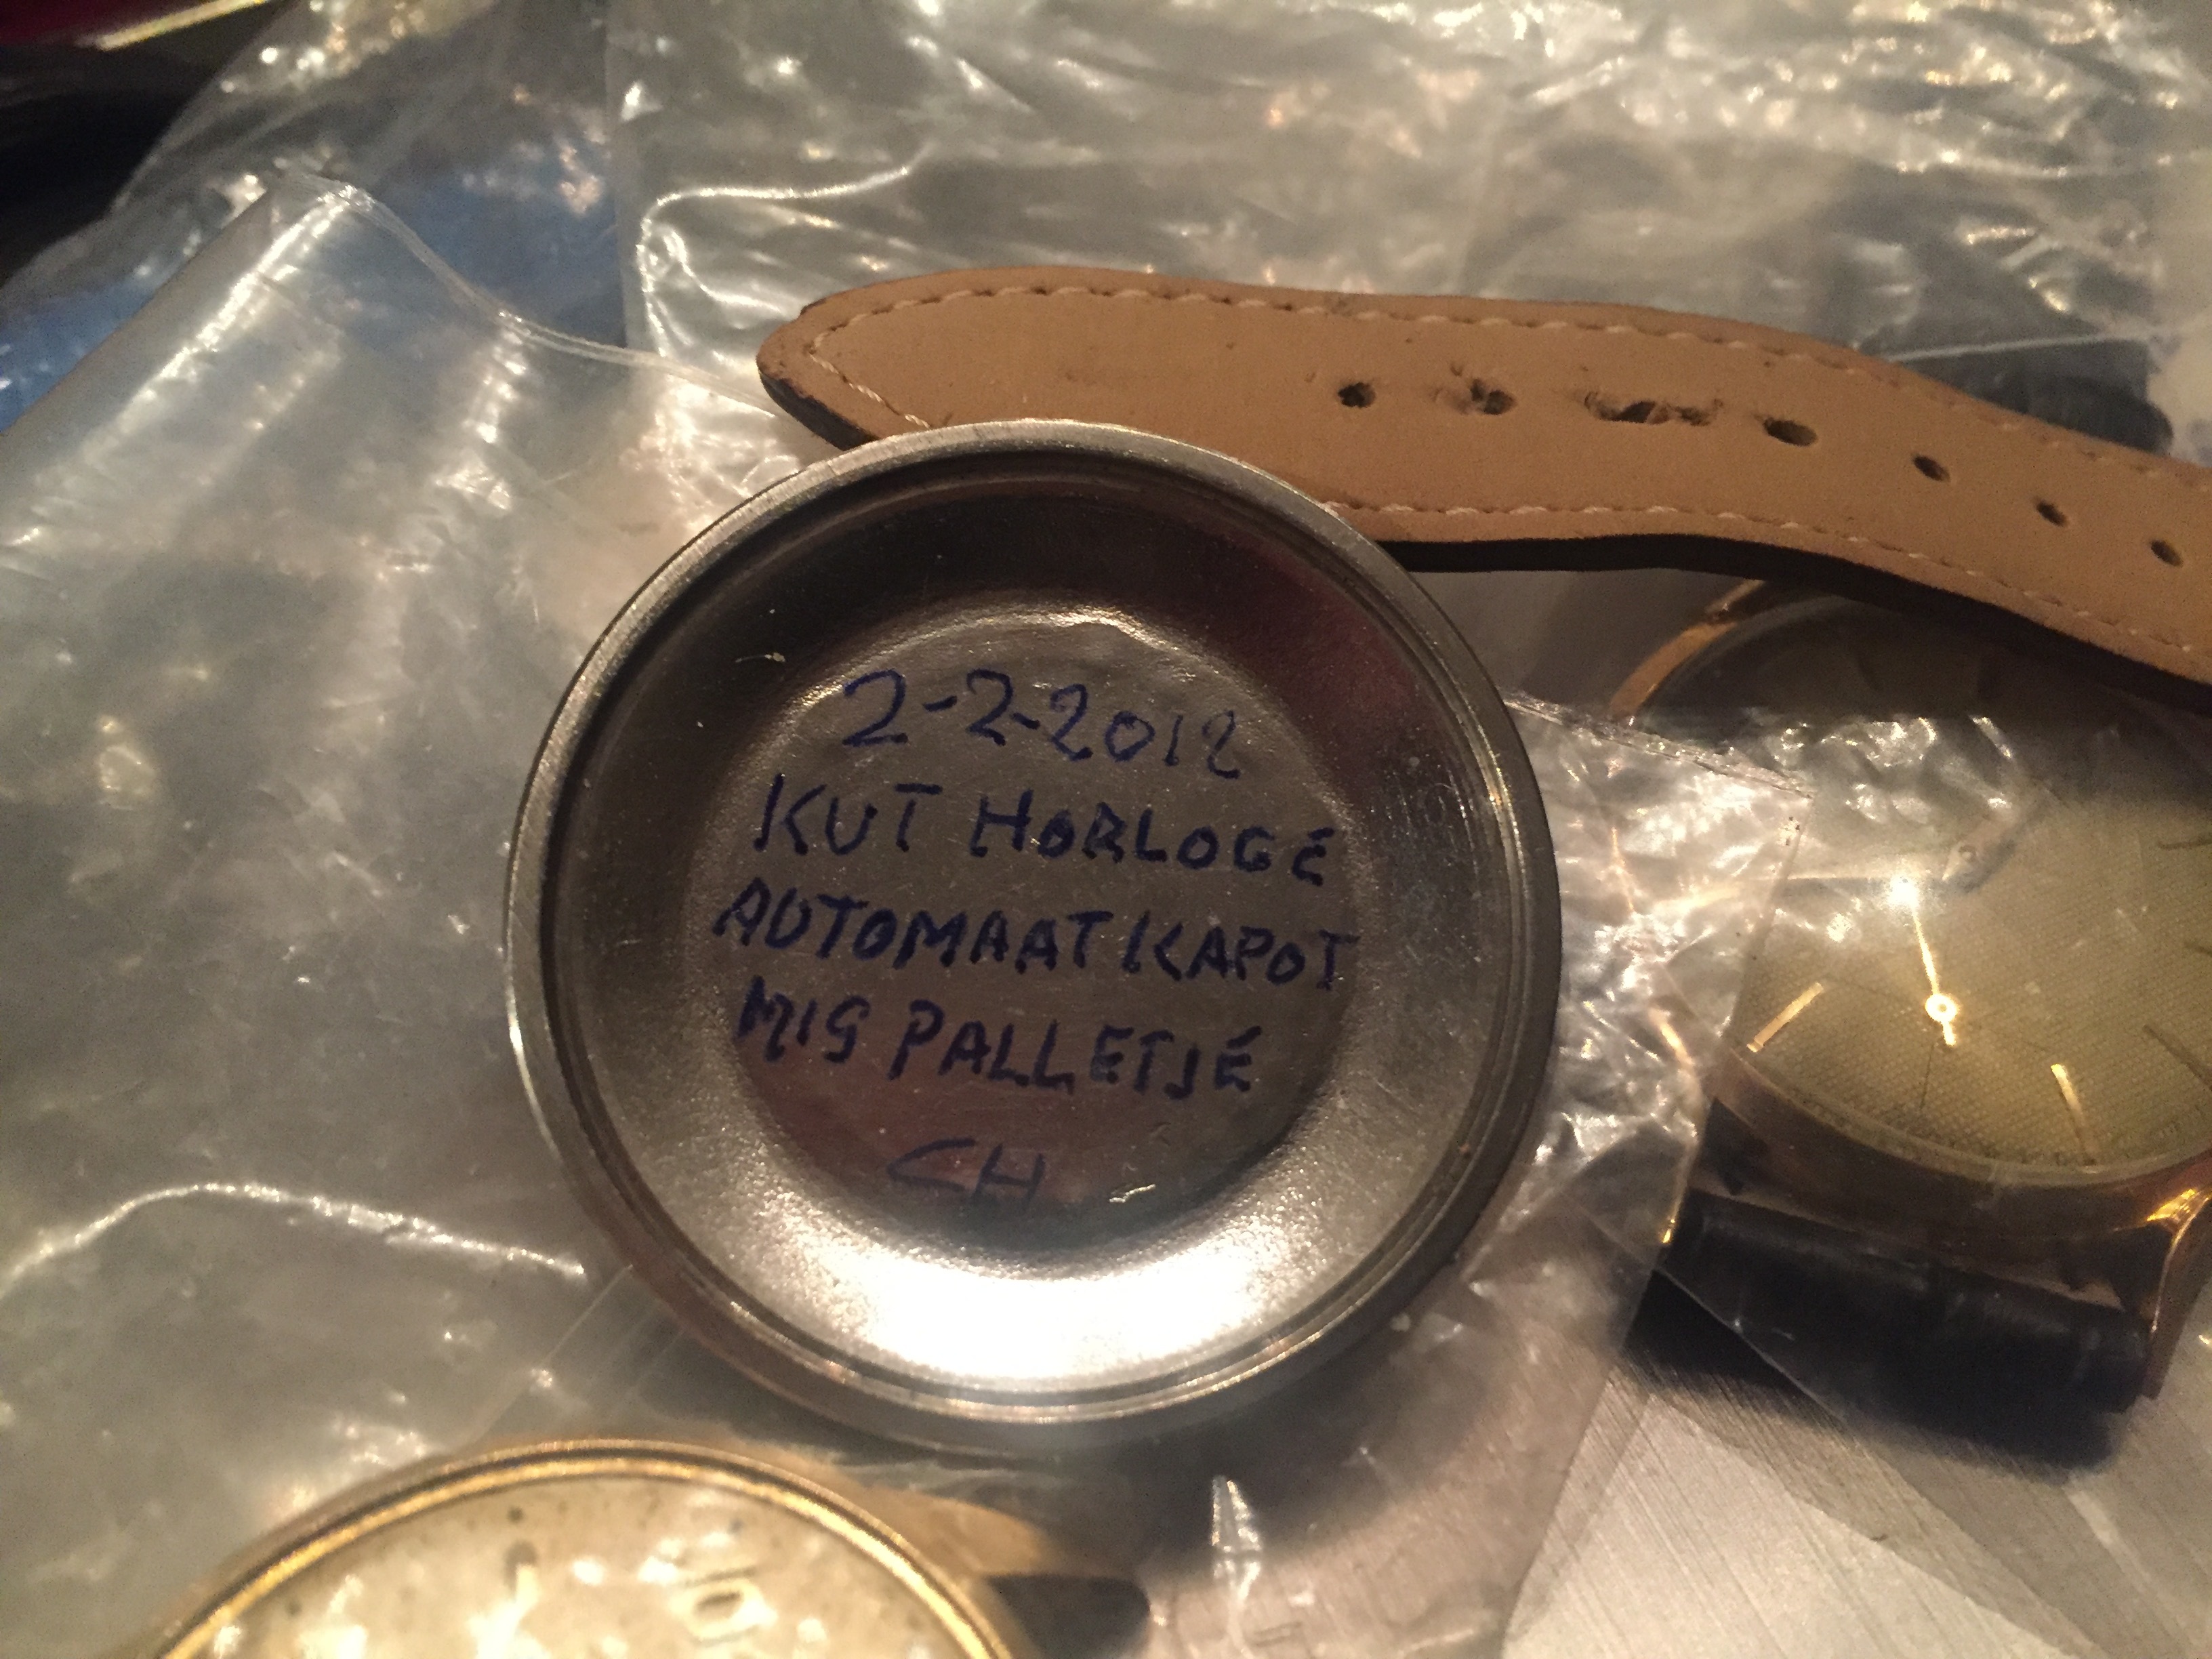 2-2-2012
KUT HORLOGE
AUTOMAAT KAPOT
MIS PALLETJE
CH